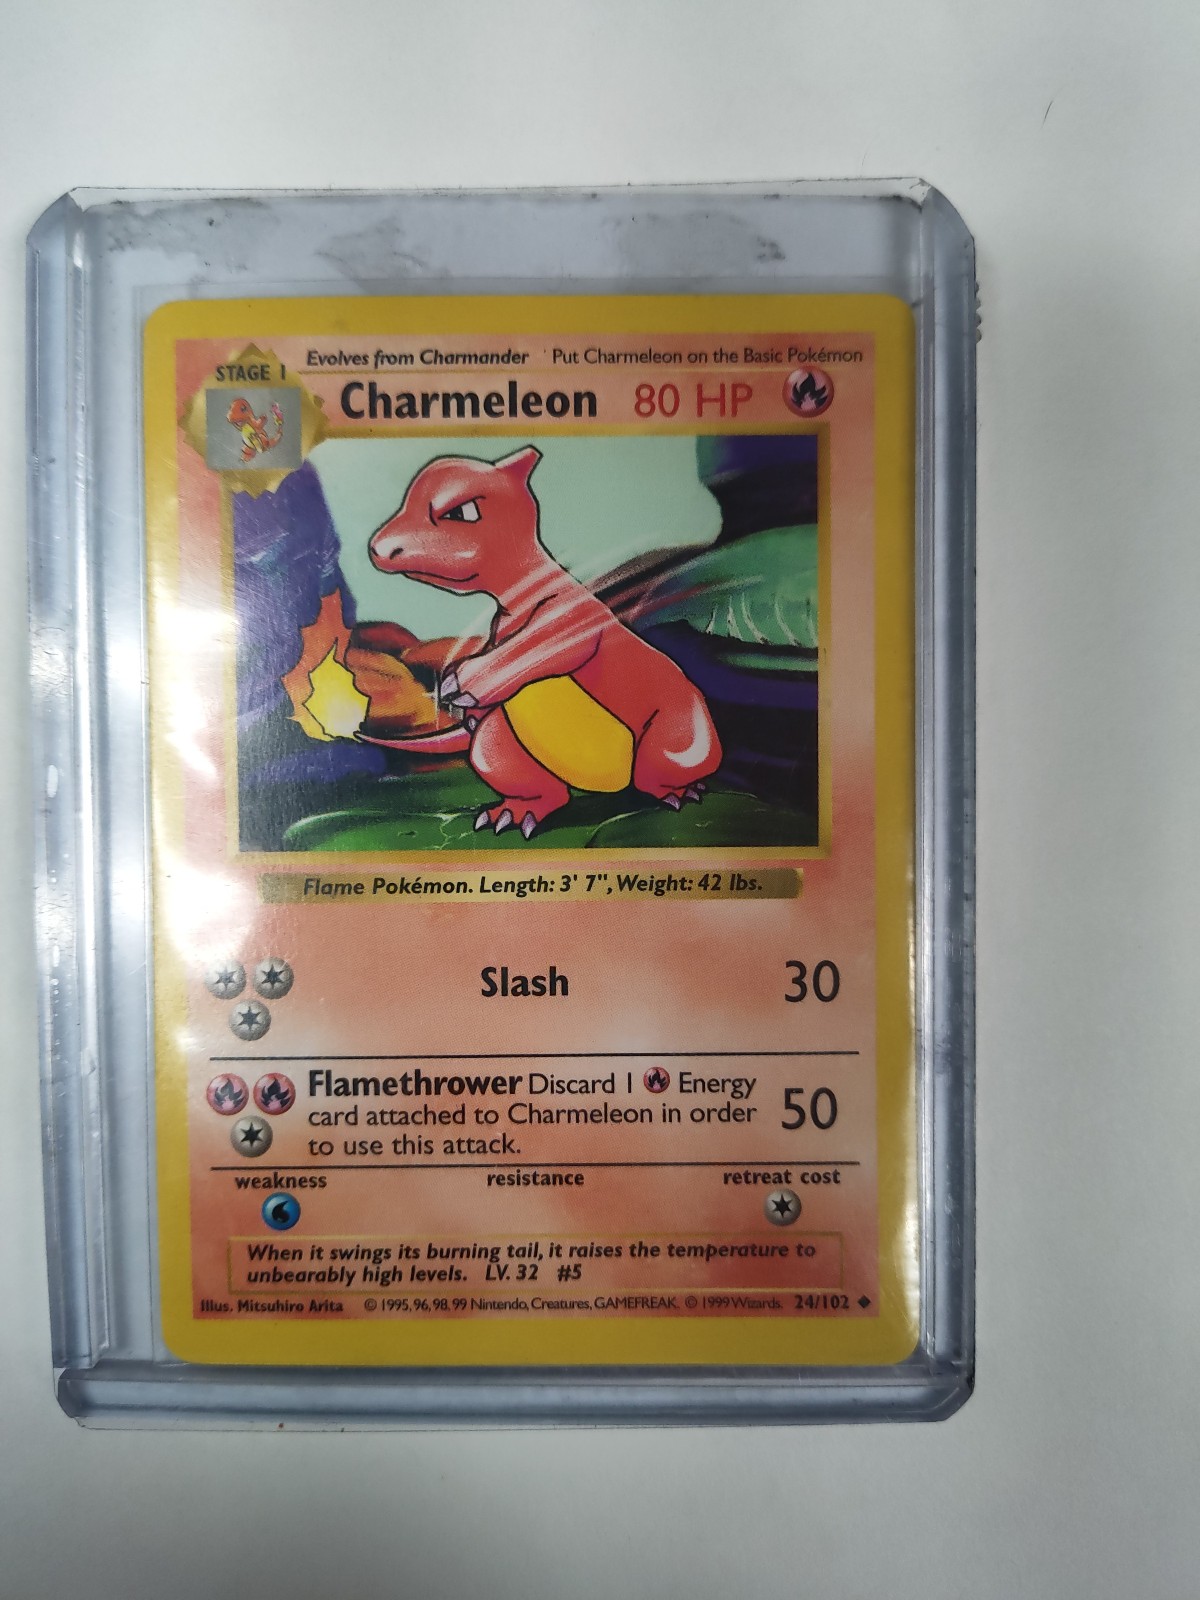 Evolves from Charmander Put Charmeleon on the Basic Pokémon
STAGE 1
Charmeleon 80 HP
Flame Pokémon. Length: 3' 7", Weight: 42 lbs.
Slash 30
Flamethrower Discard 1 Energy
card attached to Charmeleon in order
to use this attack.
50
weakness resistance retreat cost
When it swings its burning tail, it raises the temperature to
unbearably high levels. LV. 32 #5
Illus. Mitsuhiro Arita © 1995, 96, 98, 99 Nintendo, Creatures, GAMEFREAK. © 1999 Wizards. 24/102